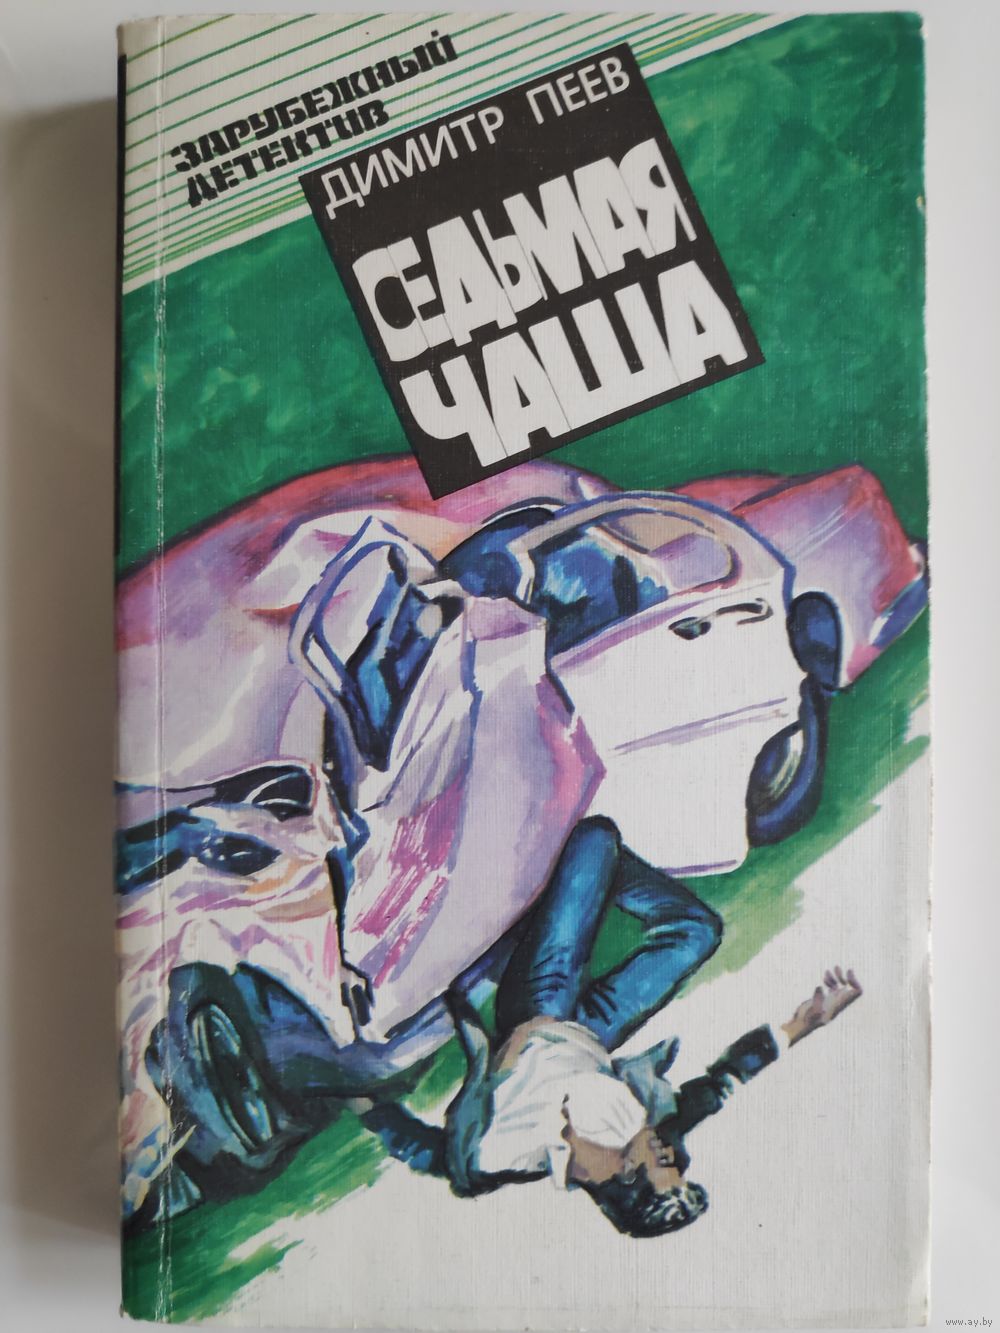 ЗАРУБЕЖНЫЙ
ДЕТЕКТИВ
ДИМИТР ПЕЕВ
СЕДЬМАЯ
ЧАША
www.ay.by